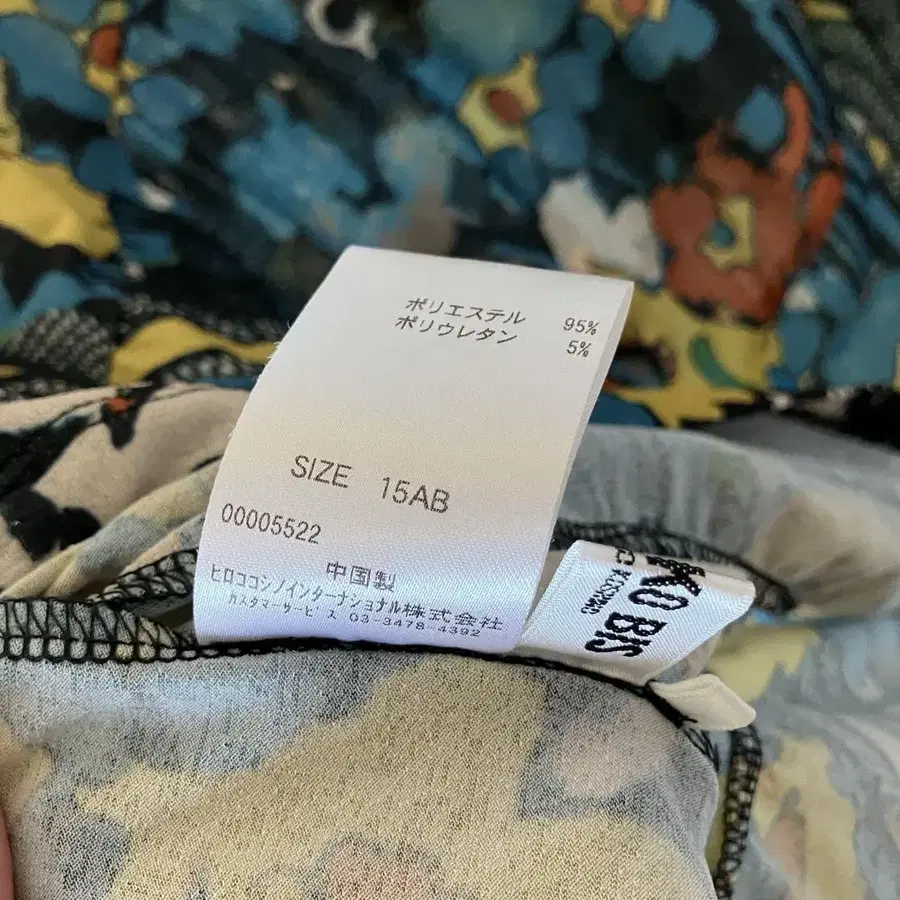 ポリエステル 95%
ポリウレタン 5%
SIZE 15AB
00005522
中国製
ヒロココシノインターナショナル株式会社
カスタマーサービス 03-3478-4392
KO BIS